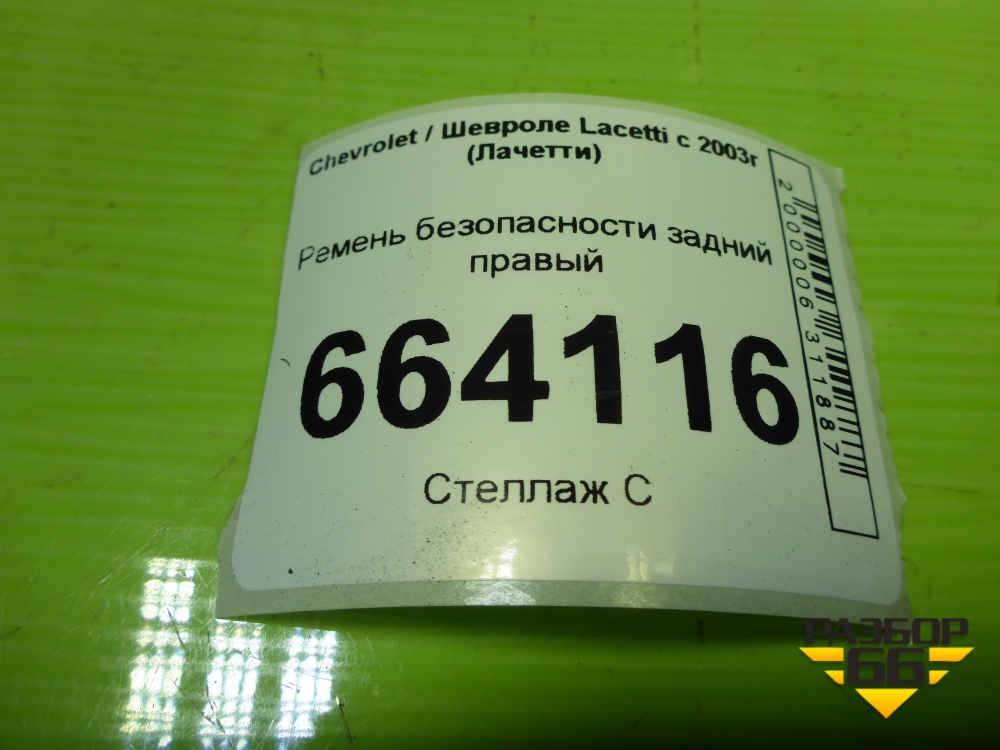 Chevrolet / Шевроле Lacetti с 2003г
(Лачетти)
Ремень безопасности задний
правый
664116
Стеллаж С
2000006311887
РАЗБОР
66